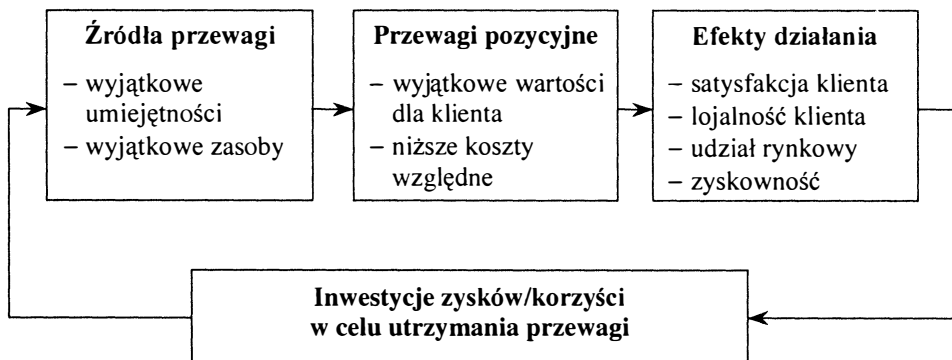 Źródła przewagi
– wyjątkowe
umiejętności
– wyjątkowe zasoby
Przewagi pozycyjne
– wyjątkowe wartości
dla klienta
– niższe koszty
względne
Efekty działania
– satysfakcja klienta
– lojalność klienta
– udział rynkowy
– zyskowność
Inwestycje zysków/korzyści
w celu utrzymania przewagi